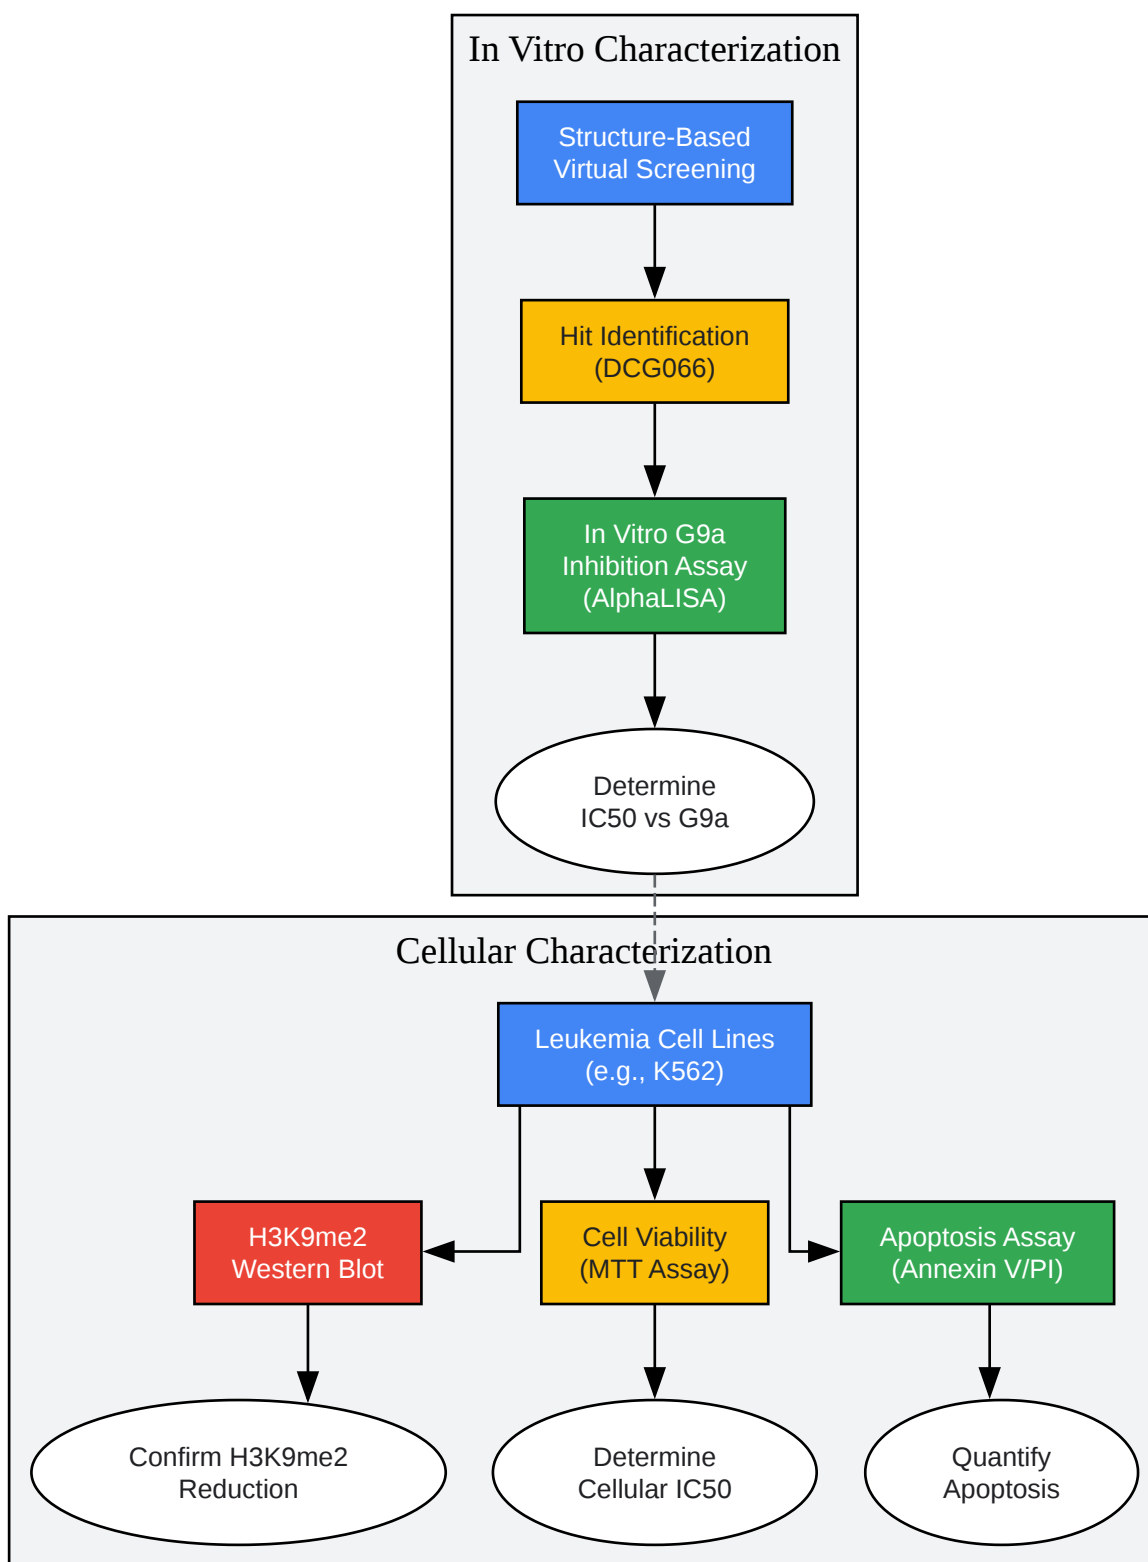 In Vitro Characterization
Structure-Based
Virtual Screening
Hit Identification
(DCG066)
In Vitro G9a
Inhibition Assay
(AlphaLISA)
Determine
IC50 vs G9a
Cellular Characterization
Leukemia Cell Lines
(e.g., K562)
H3K9me2
Western Blot
Cell Viability
(MTT Assay)
Apoptosis Assay
(Annexin V/PI)
Confirm H3K9me2
Reduction
Determine
Cellular IC50
Quantify
Apoptosis